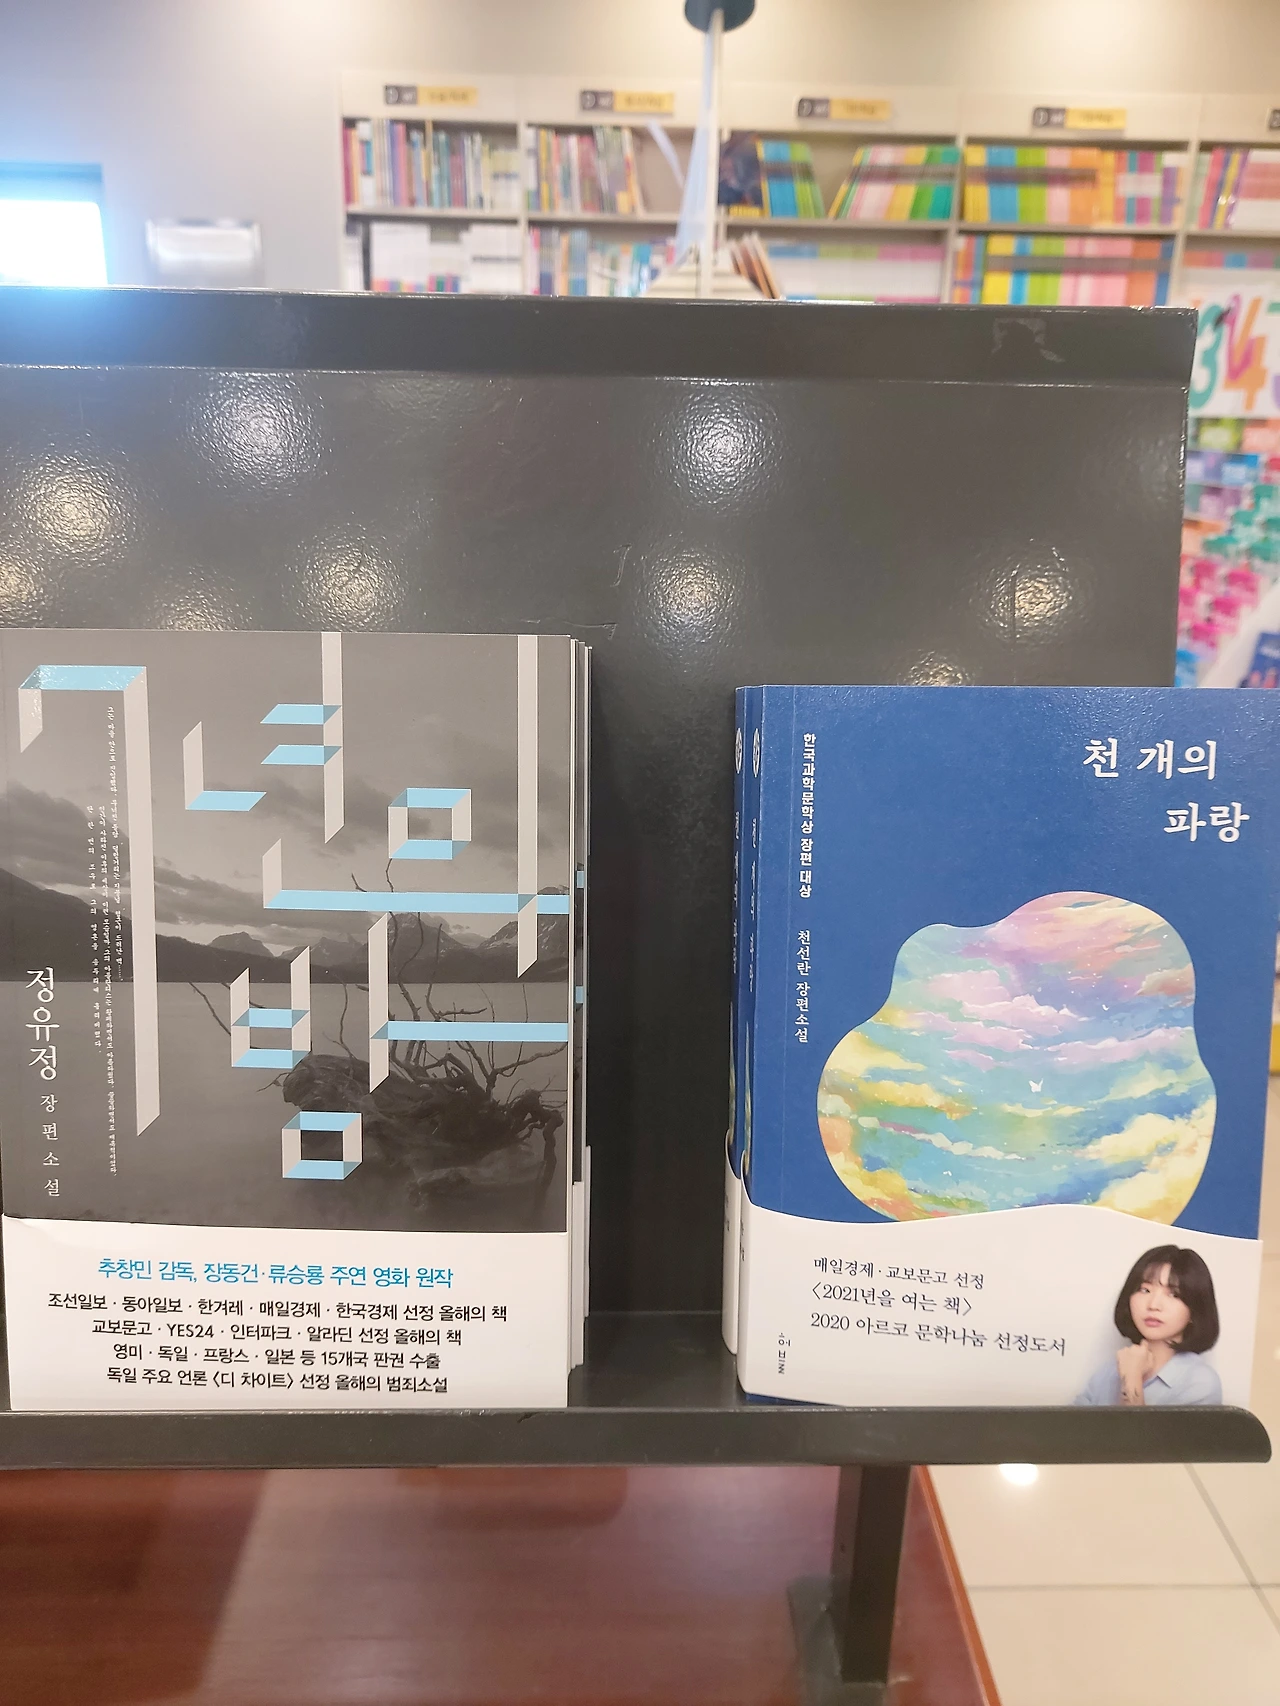 7년의
밤
정유정 장편소설
추창민 감독, 장동건·류승룡 주연 영화 원작
조선일보·동아일보·한겨레·매일경제·한국경제 선정 올해의 책
교보문고·YES24·인터파크·알라딘 선정 올해의 책
영미·독일·프랑스·일본 등 15개국 판권 수출
독일 주요 언론 〈디 차이트〉 선정 올해의 범죄소설
천 개의
파랑
한국과학문학상 장편 대상
천선란 장편소설
매일경제·교보문고 선정
〈2021년을 여는 책〉
2020 아르코 문학나눔 선정도서
허블
34